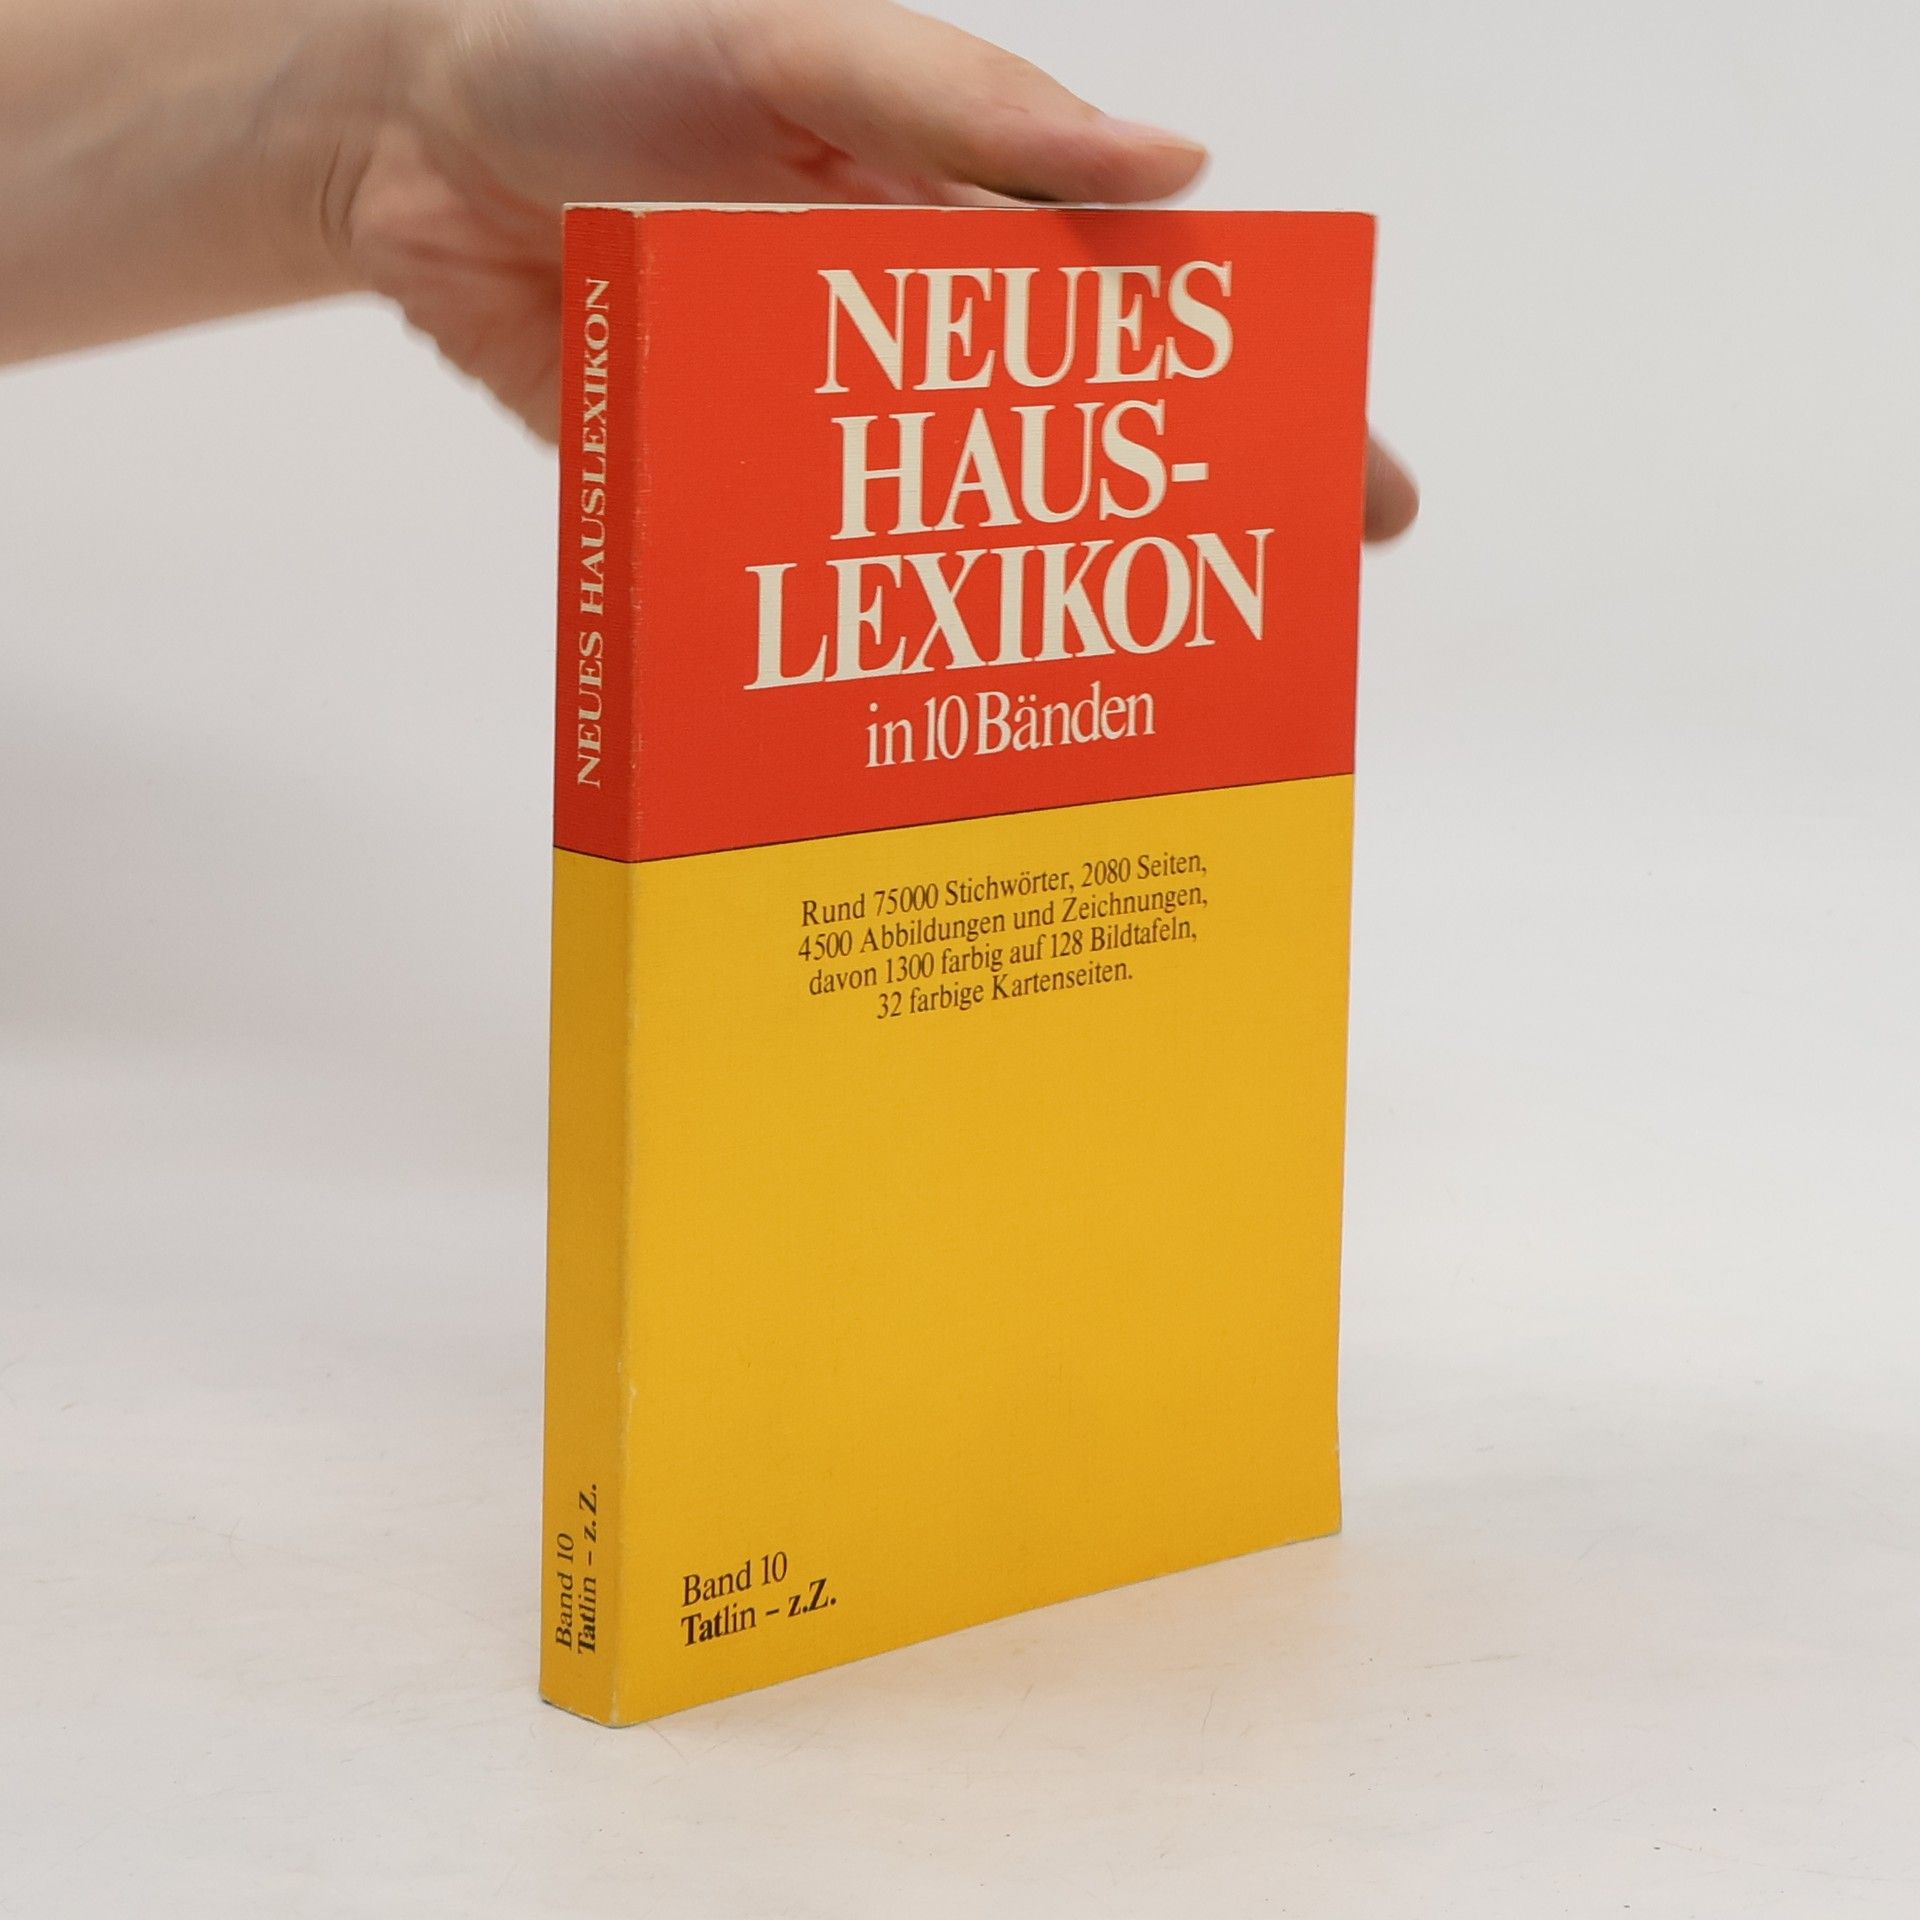 NEUES HAUSLEXIKON
Band 10
Tatlin – z.Z.
NEUES
HAUS-
LEXIKON
in 10 Bänden
Rund 75000 Stichwörter, 2080 Seiten,
4500 Abbildungen und Zeichnungen,
davon 1300 farbig auf 128 Bildtafeln,
32 farbige Kartenseiten.
Band 10
Tatlin – z.Z.